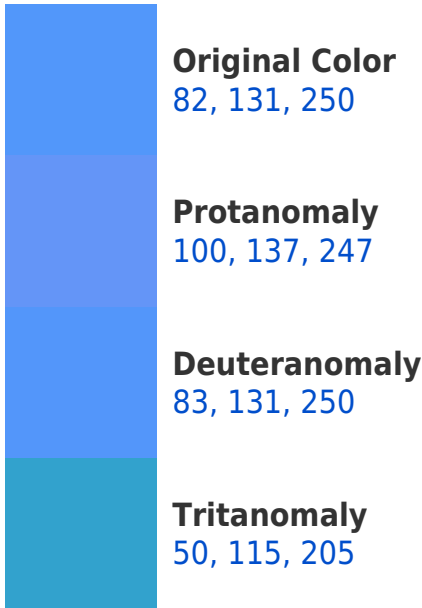 Original Color
82, 131, 250
Protanomaly
100, 137, 247
Deuteranomaly
83, 131, 250
Tritanomaly
50, 115, 205